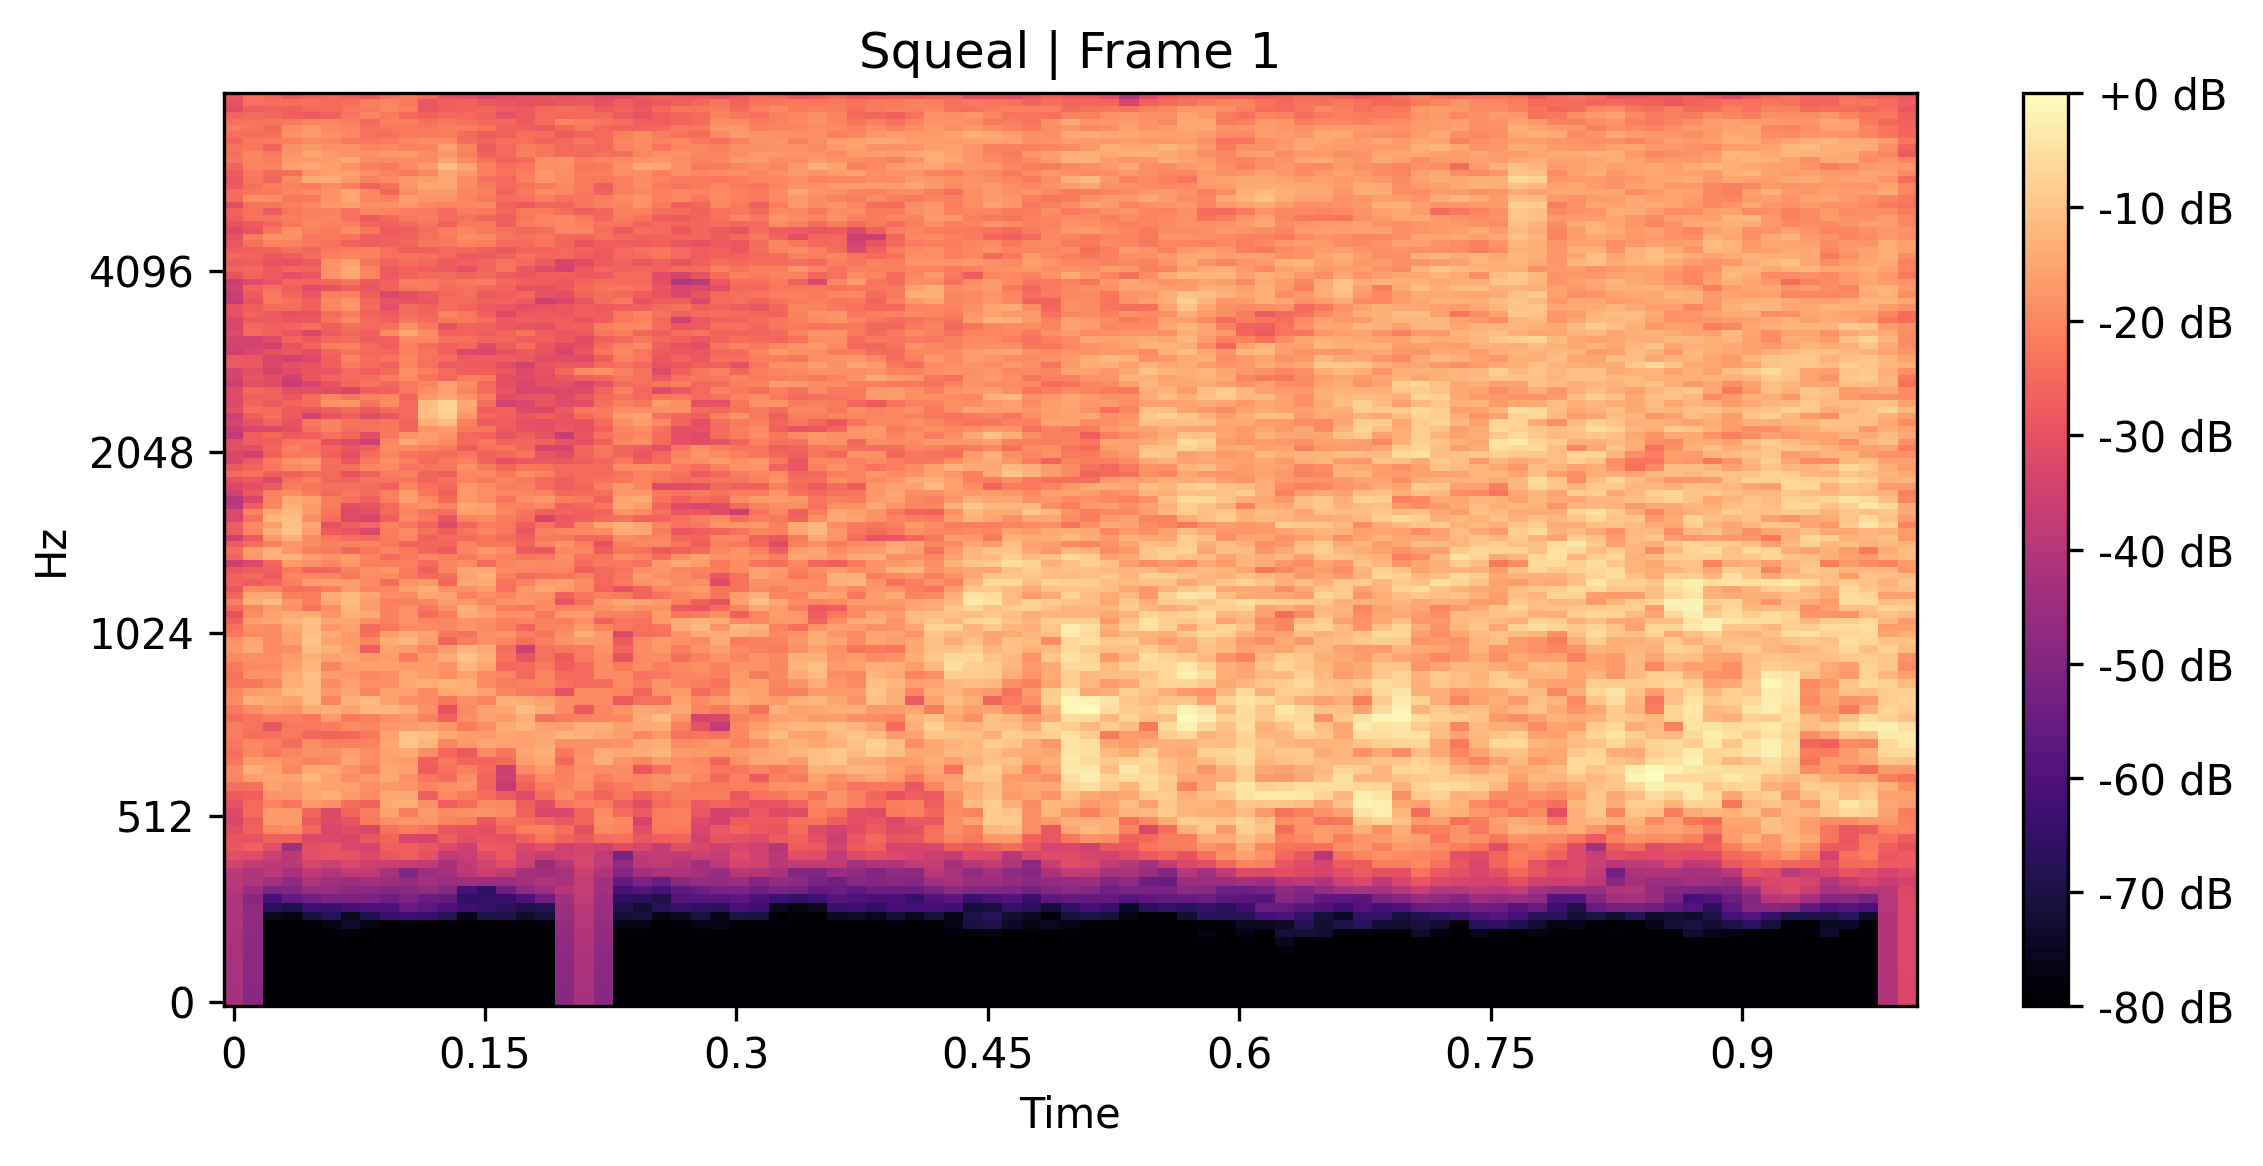 Squeal | Frame 1
+0 dB
-10 dB
-20 dB
-30 dB
-40 dB
-50 dB
-60 dB
-70 dB
-80 dB
Hz
4096
2048
1024
512
0
0 0.15 0.3 0.45 0.6 0.75 0.9
Time